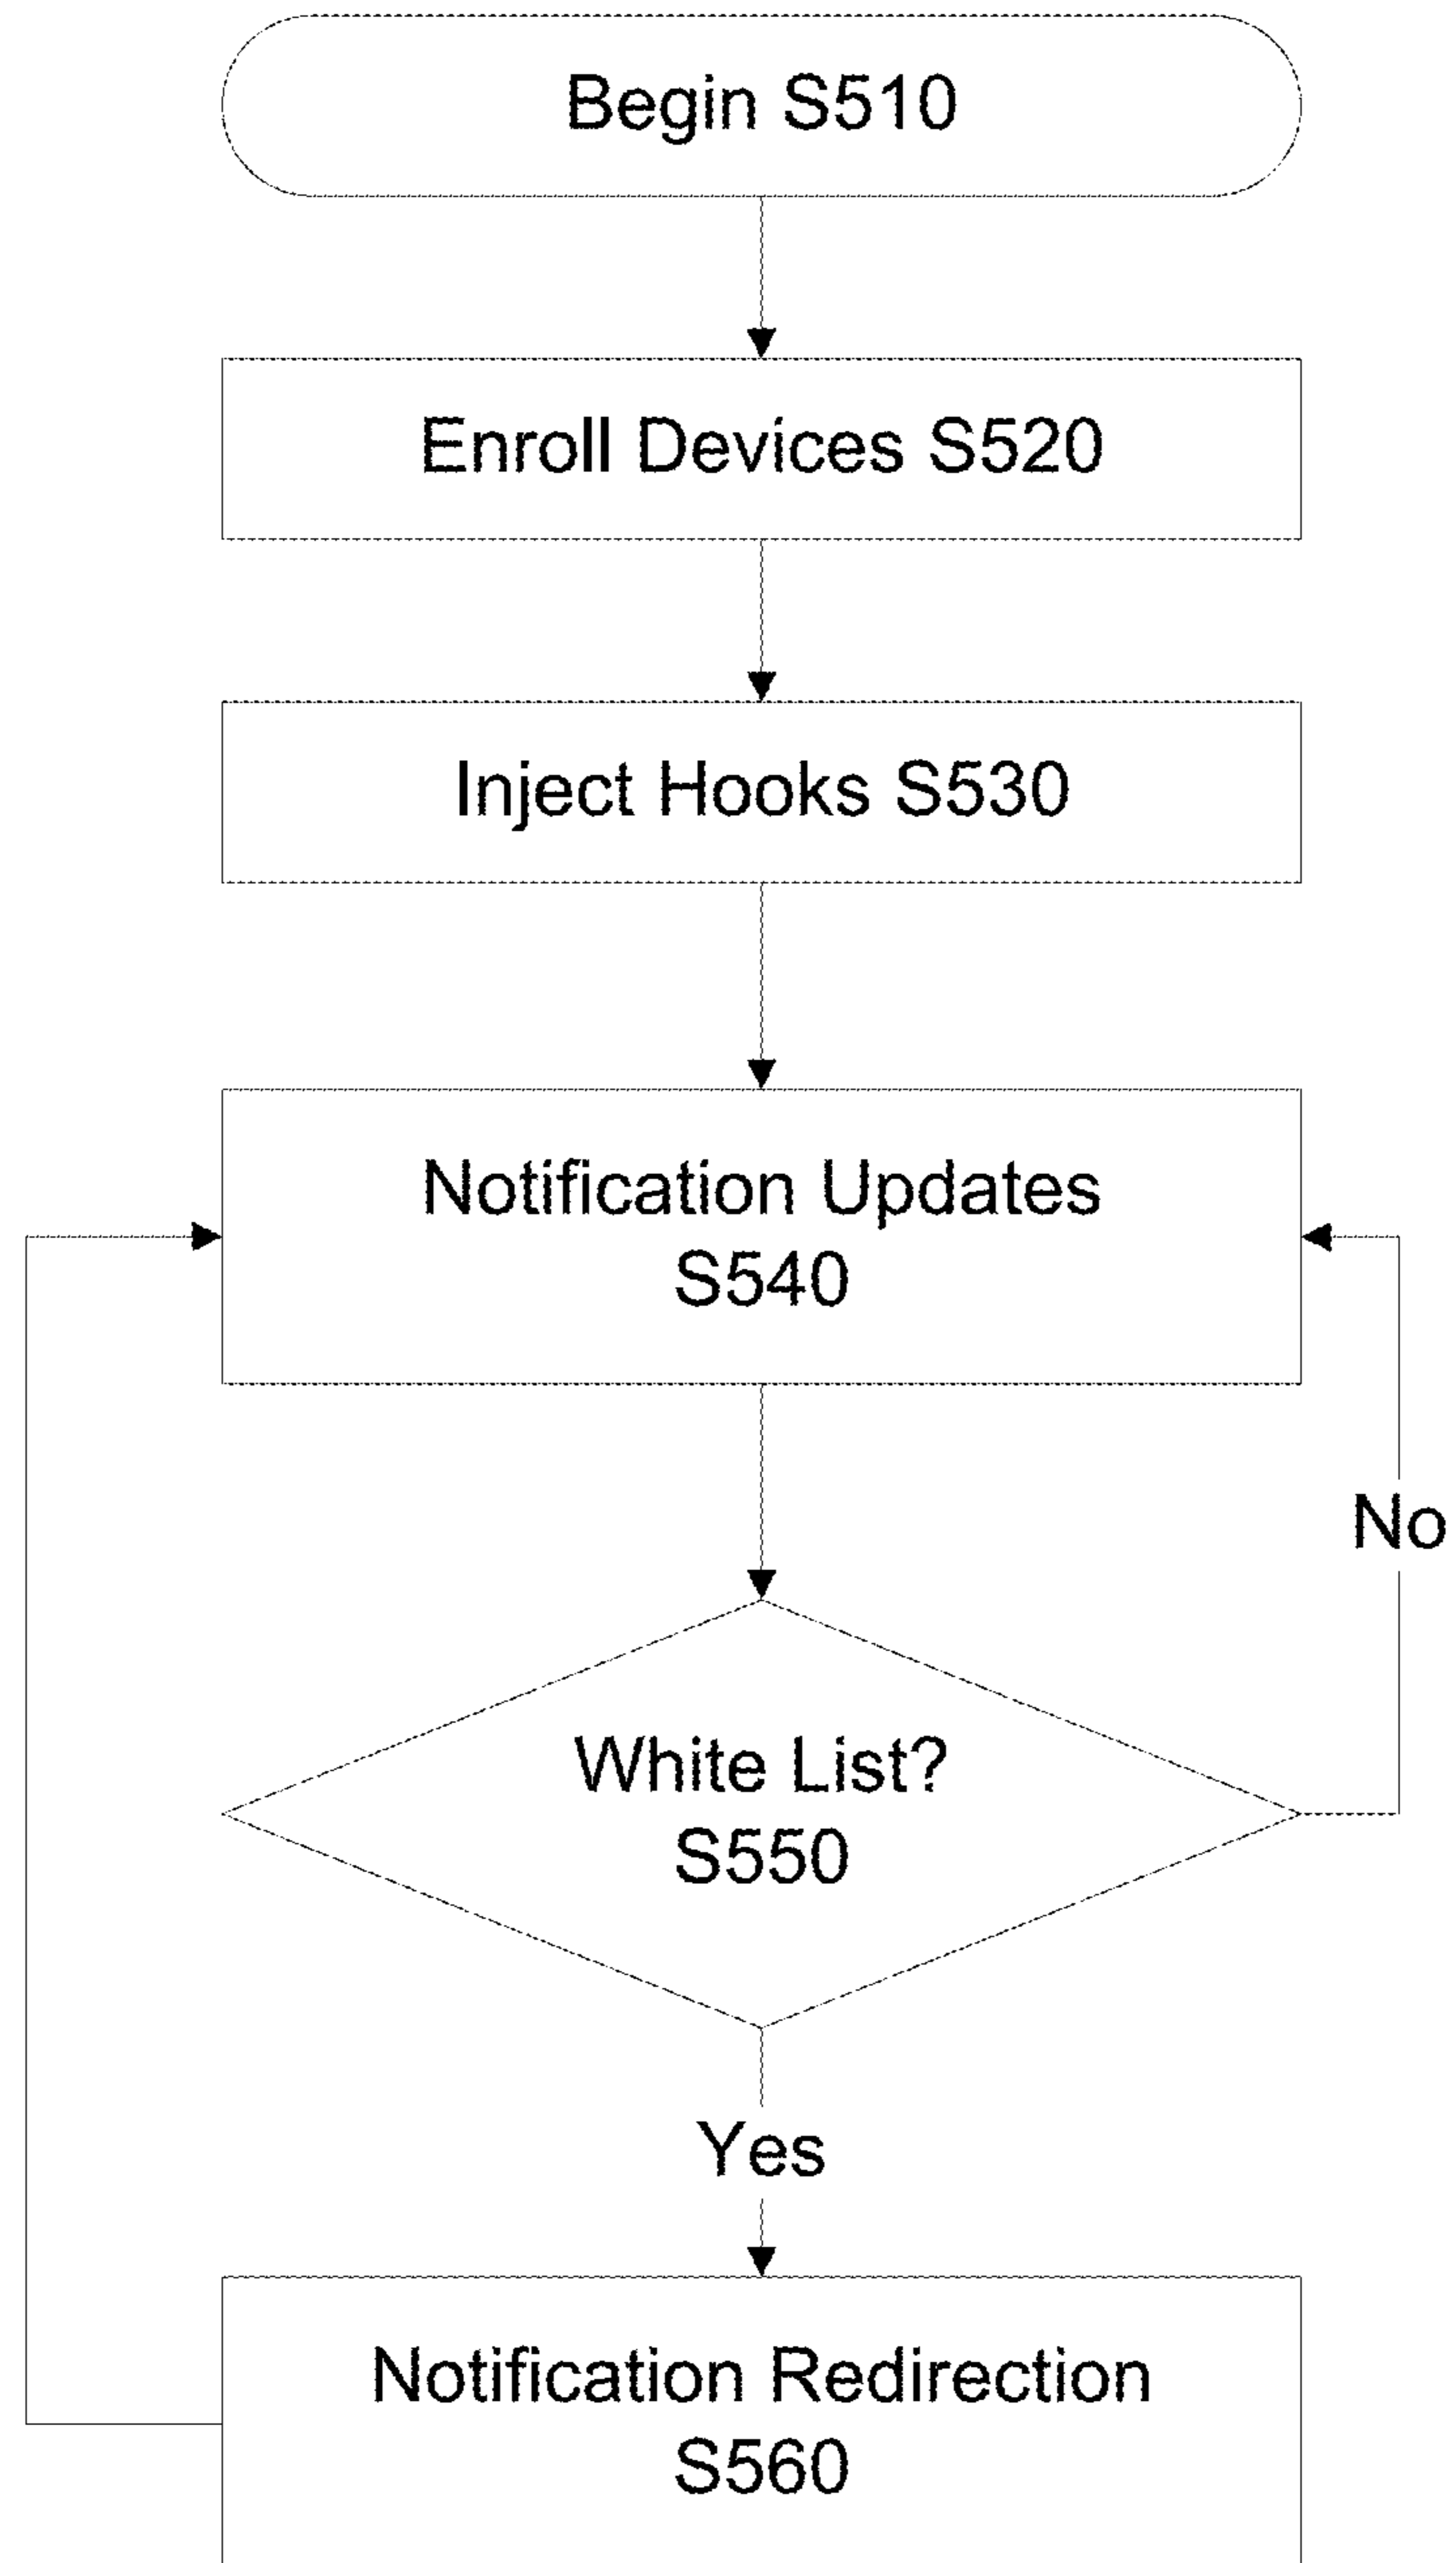 Begin S510
Enroll Devices S520
Inject Hooks S530
Notification Updates
S540
No
White List?
S550
Yes
Notification Redirection
S560